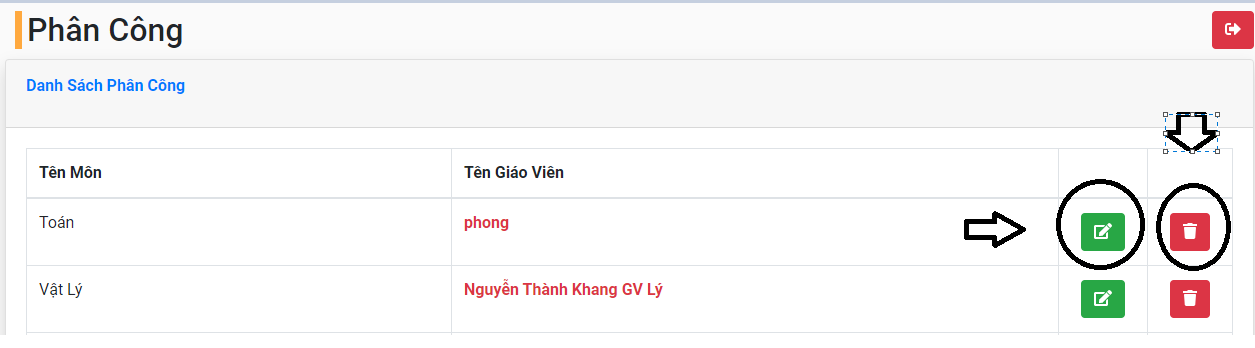 Phân Công
Danh Sách Phân Công
Tên Môn Tên Giáo Viên
Toán phong
Vật Lý Nguyễn Thành Khang GV Lý